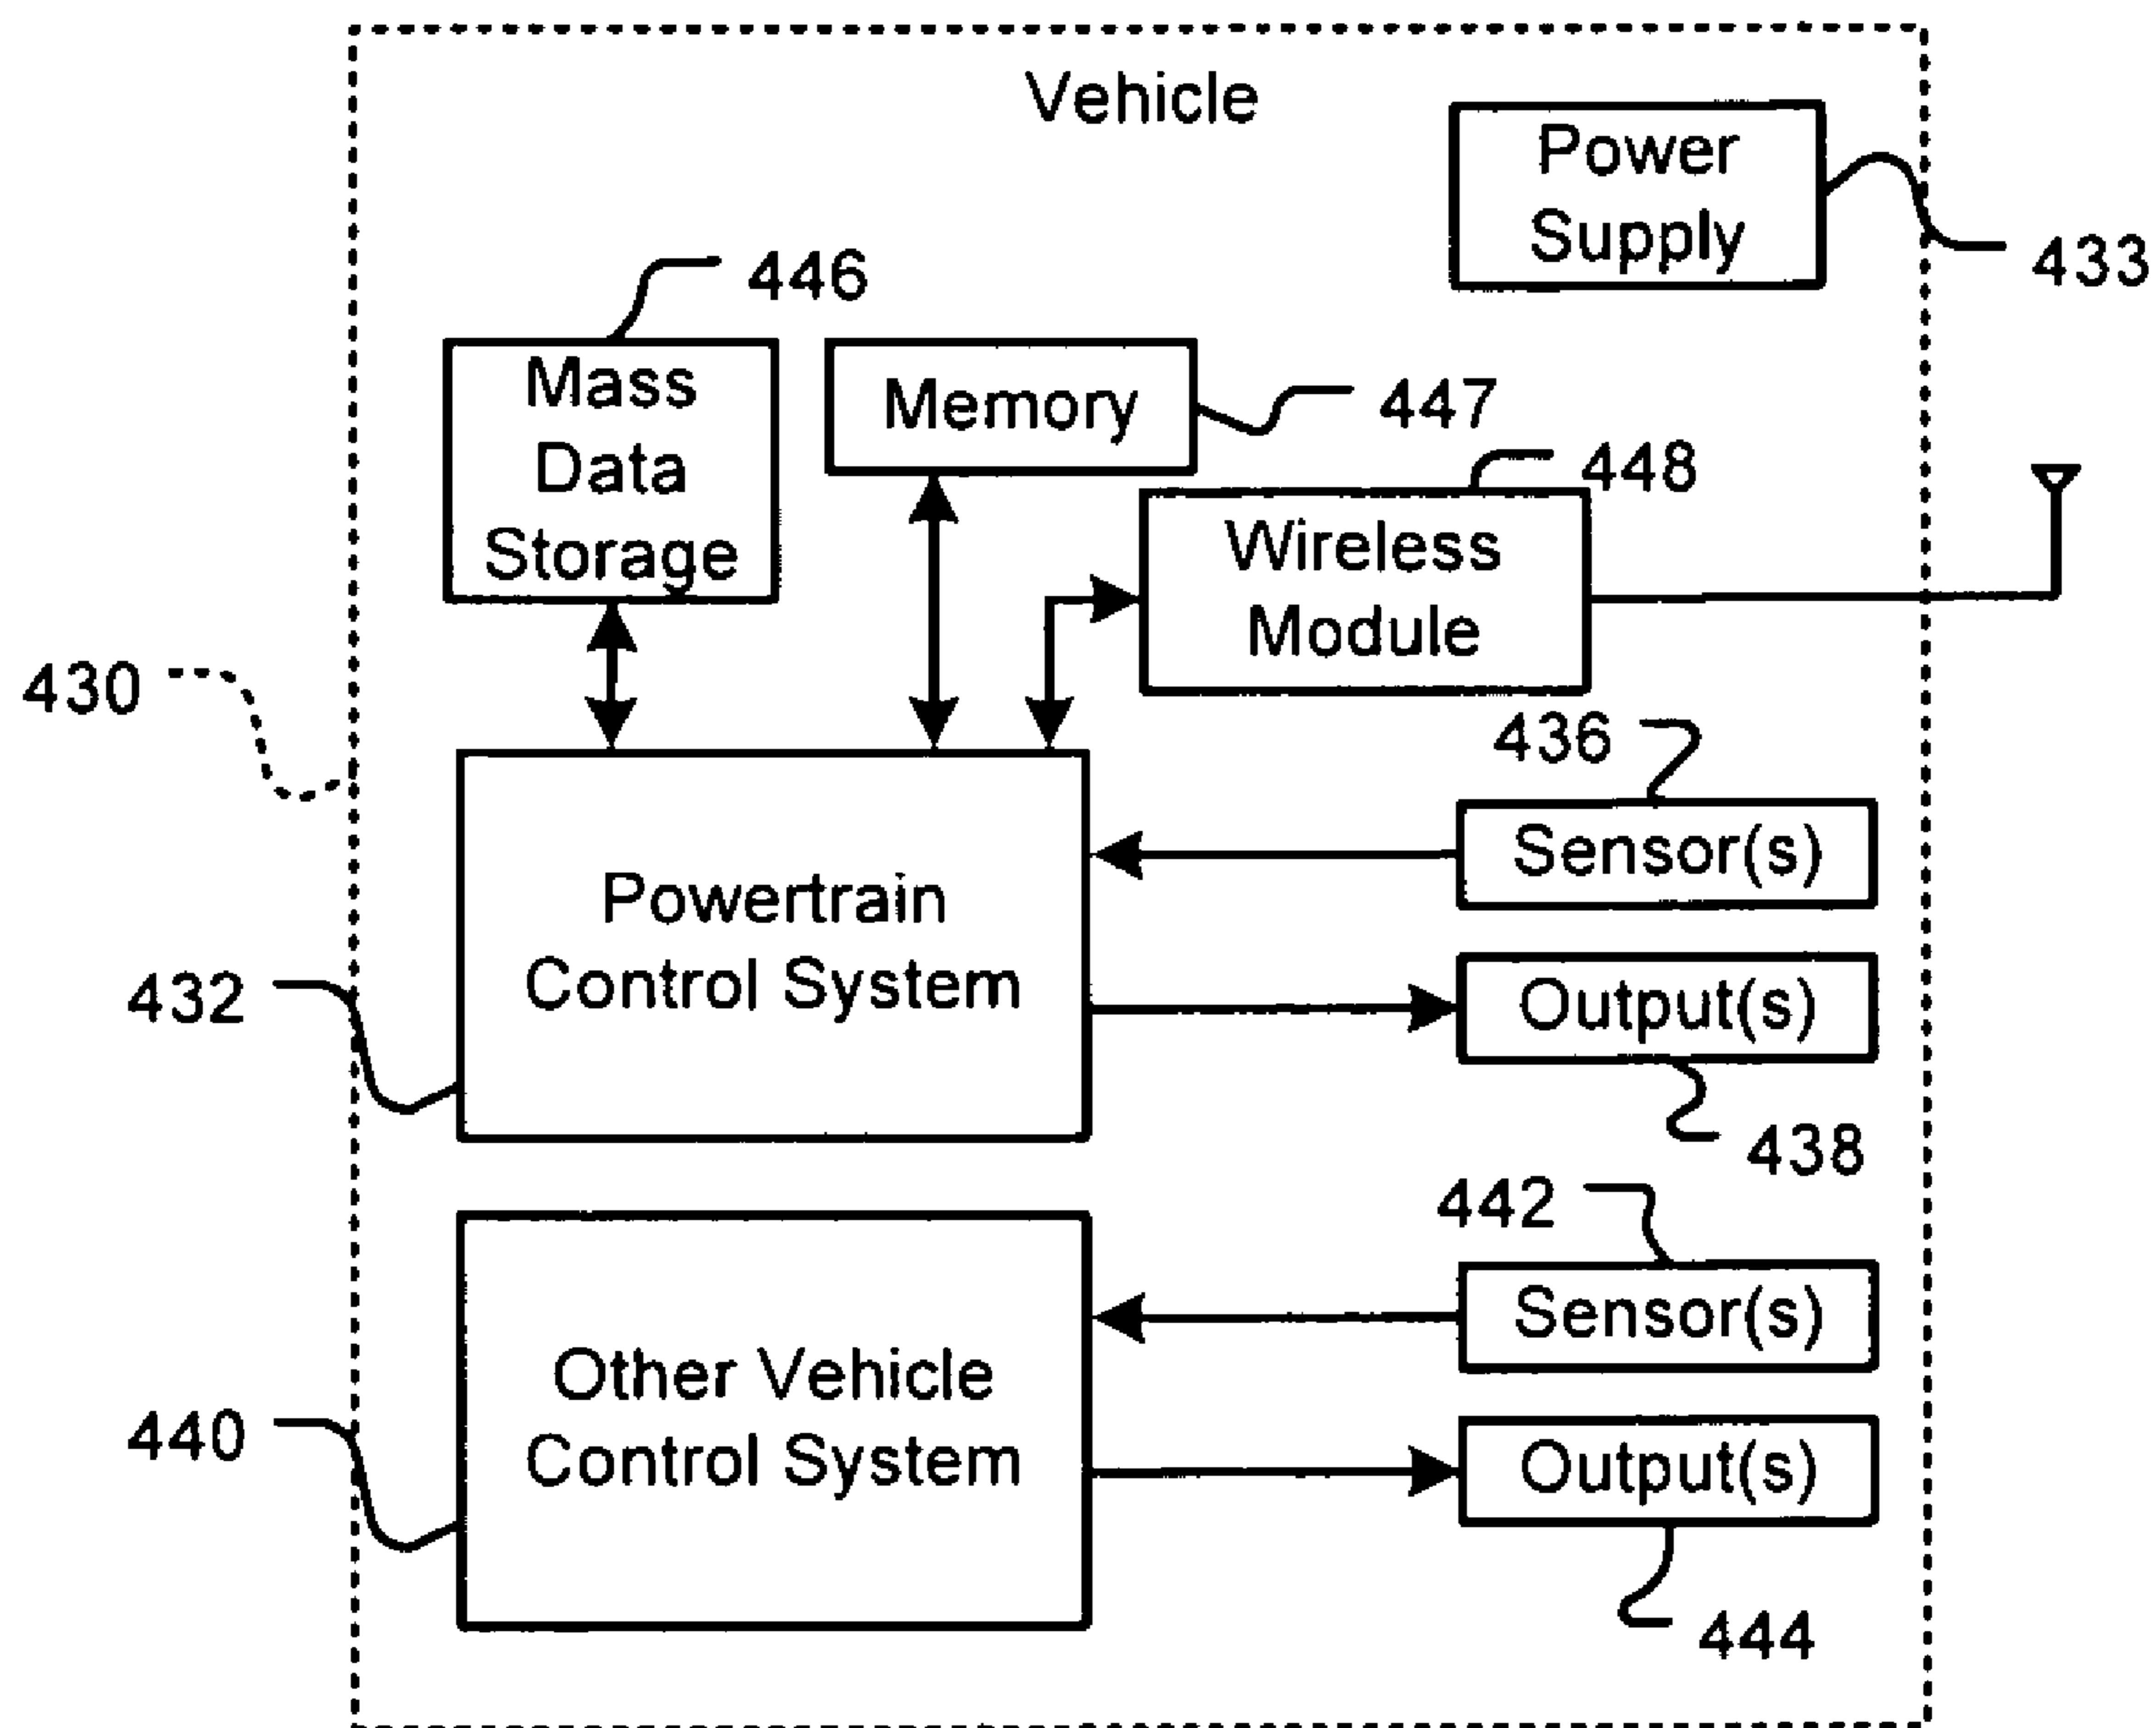 Vehicle
Power
Supply
433
446
Mass
Data
Storage
Memory
447
448
Wireless
Module
430
436
Sensor(s)
Powertrain
Control System
432
Output(s)
438
442
Sensor(s)
Other Vehicle
Control System
440
Output(s)
444